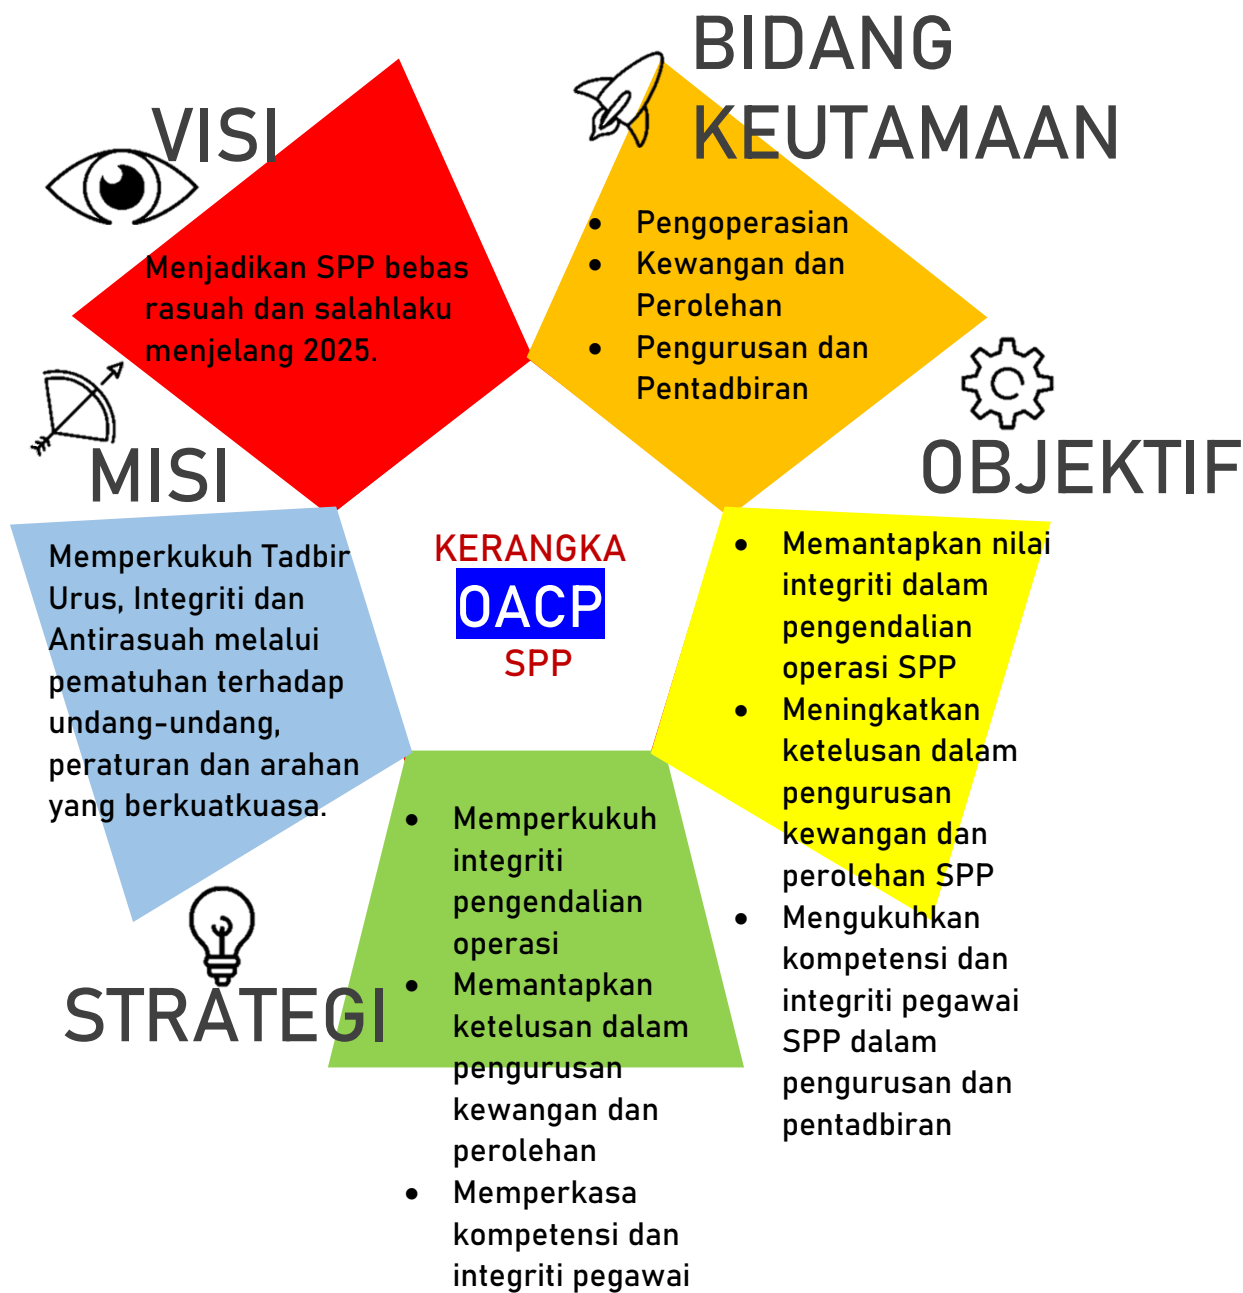 VISI
Menjadikan SPP bebas
rasuah dan salahlaku
menjelang 2025.
BIDANG
KEUTAMAAN
• Pengoperasian
• Kewangan dan
Perolehan
• Pengurusan dan
Pentadbiran
MISI
Memperkukuh Tadbir
Urus, Integriti dan
Antirasuah melalui
pematuhan terhadap
undang-undang,
peraturan dan arahan
yang berkuatkuasa.
KERANGKA
OACP
SPP
OBJEKTIF
• Memantapkan nilai
integriti dalam
pengendalian
operasi SPP
• Meningkatkan
ketelusan dalam
pengurusan
kewangan dan
perolehan SPP
• Mengukuhkan
kompetensi dan
integriti pegawai
SPP dalam
pengurusan dan
pentadbiran
STRATEGI
• Memperkukuh
integriti
pengendalian
operasi
• Memantapkan
ketelusan dalam
pengurusan
kewangan dan
perolehan
• Memperkasa
kompetensi dan
integriti pegawai